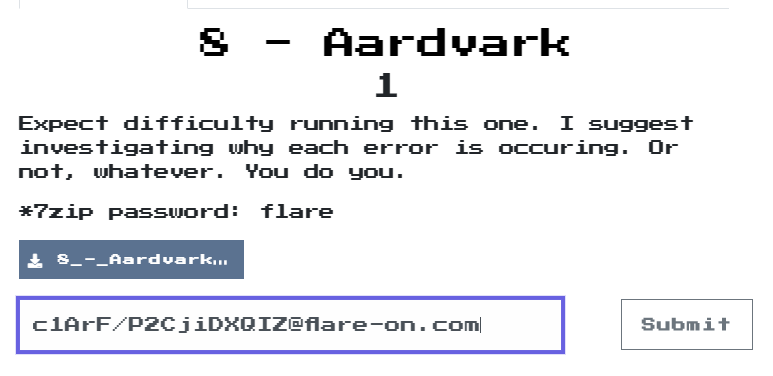 8 - Aardvark
1
Expect difficulty running this one. I suggest
investigating why each error is occuring. Or
not, whatever. You do you.
*7zip password: flare
8_-_Aardvark…
c1ArF/P2CjiDXQIZ@flare-on.com
Submit